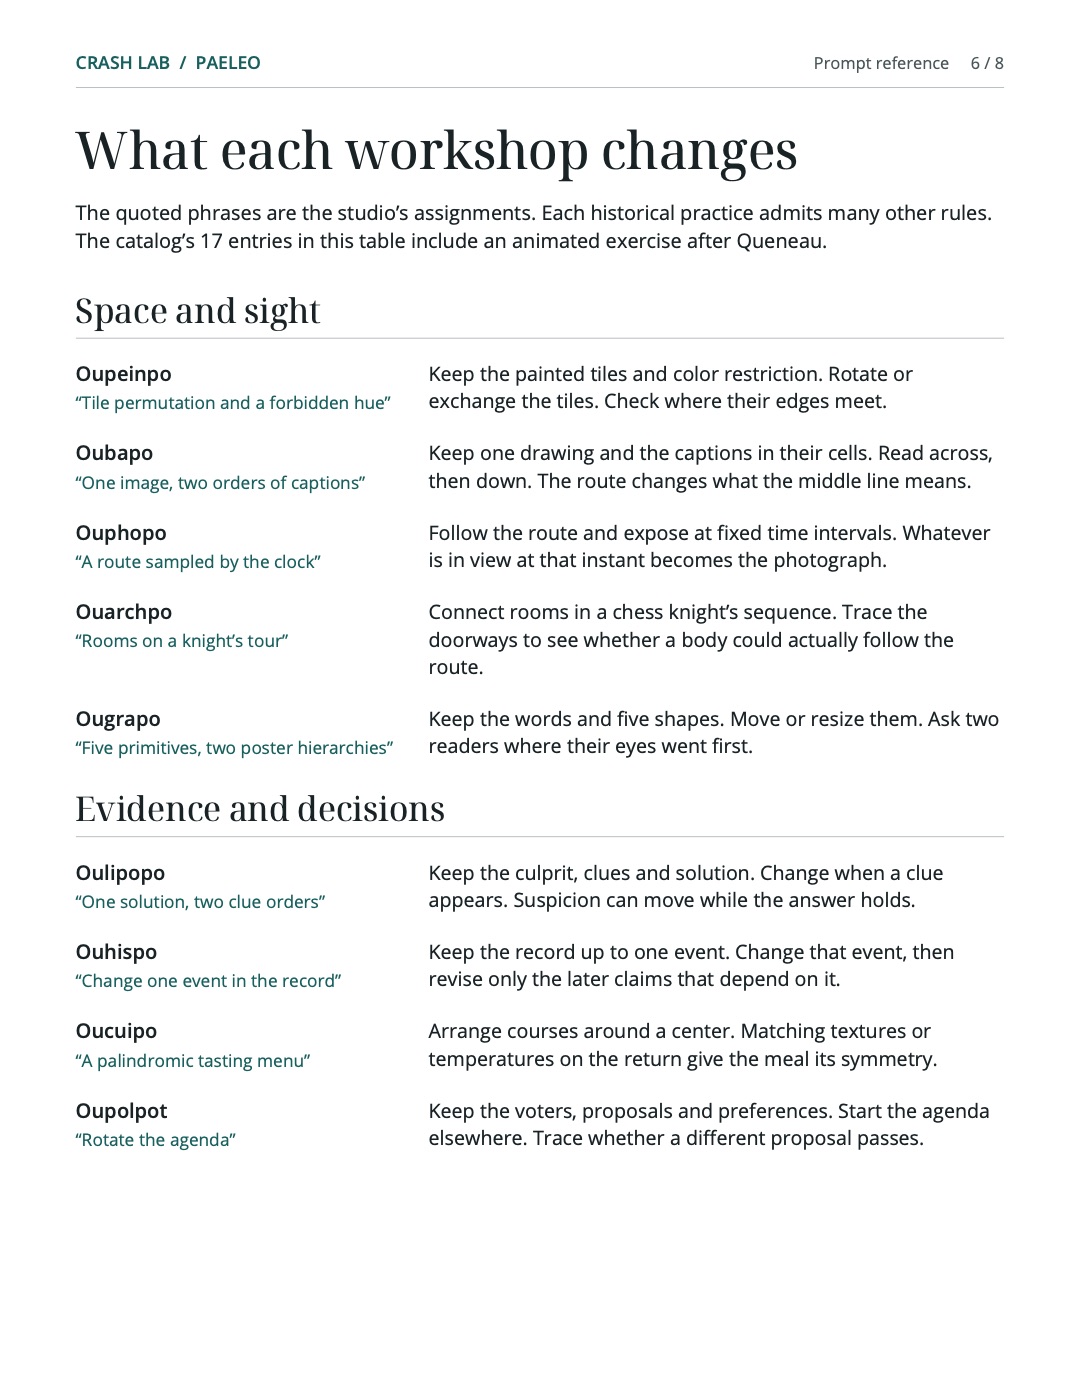 CRASH LAB / PAELEO
Prompt reference 6 / 8
What each workshop changes
The quoted phrases are the studio’s assignments. Each historical practice admits many other rules.
The catalog’s 17 entries in this table include an animated exercise after Queneau.
Space and sight
Oupeinpo
“Tile permutation and a forbidden hue”
Keep the painted tiles and color restriction. Rotate or
exchange the tiles. Check where their edges meet.
Oubapo
“One image, two orders of captions”
Keep one drawing and the captions in their cells. Read across,
then down. The route changes what the middle line means.
Ouphopo
“A route sampled by the clock”
Follow the route and expose at fixed time intervals. Whatever
is in view at that instant becomes the photograph.
Ouarchpo
“Rooms on a knight’s tour”
Connect rooms in a chess knight’s sequence. Trace the
doorways to see whether a body could actually follow the
route.
Ougrapo
“Five primitives, two poster hierarchies”
Keep the words and five shapes. Move or resize them. Ask two
readers where their eyes went first.
Evidence and decisions
Oulipopo
“One solution, two clue orders”
Keep the culprit, clues and solution. Change when a clue
appears. Suspicion can move while the answer holds.
Ouhispo
“Change one event in the record”
Keep the record up to one event. Change that event, then
revise only the later claims that depend on it.
Oucuipo
“A palindromic tasting menu”
Arrange courses around a center. Matching textures or
temperatures on the return give the meal its symmetry.
Oupolpot
“Rotate the agenda”
Keep the voters, proposals and preferences. Start the agenda
elsewhere. Trace whether a different proposal passes.